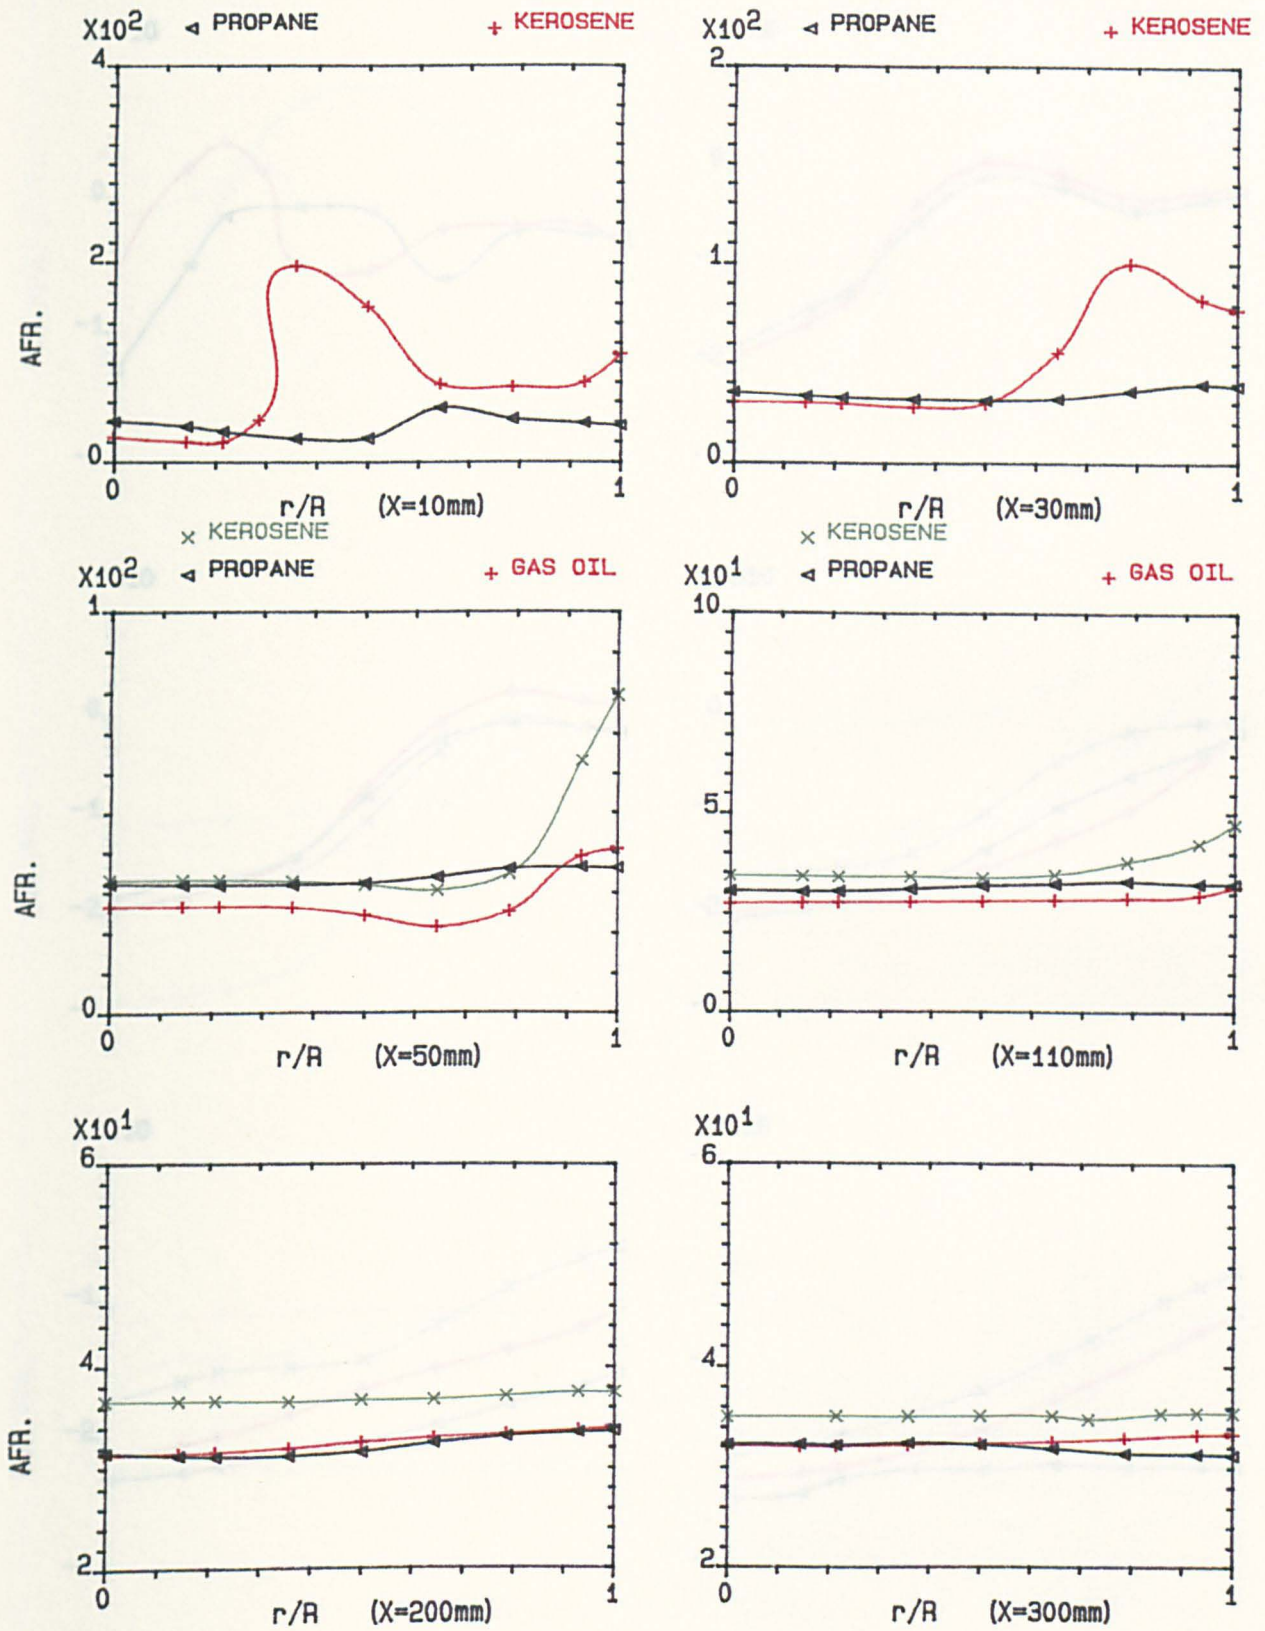 X10² ◁ PROPANE + KEROSENE
4
2
0
AFR.
0 1
r/R (X=10mm)
X10² ◁ PROPANE + KEROSENE
2
1
0
0 1
r/R (X=30mm)
× KEROSENE
X10² ◁ PROPANE + GAS OIL
1
0
AFR.
0 1
r/R (X=50mm)
× KEROSENE
X10¹ ◁ PROPANE + GAS OIL
10
5
0
0 1
r/R (X=110mm)
X10¹
6
4
2
AFR.
0 1
r/R (X=200mm)
X10¹
6
4
2
0 1
r/R (X=300mm)